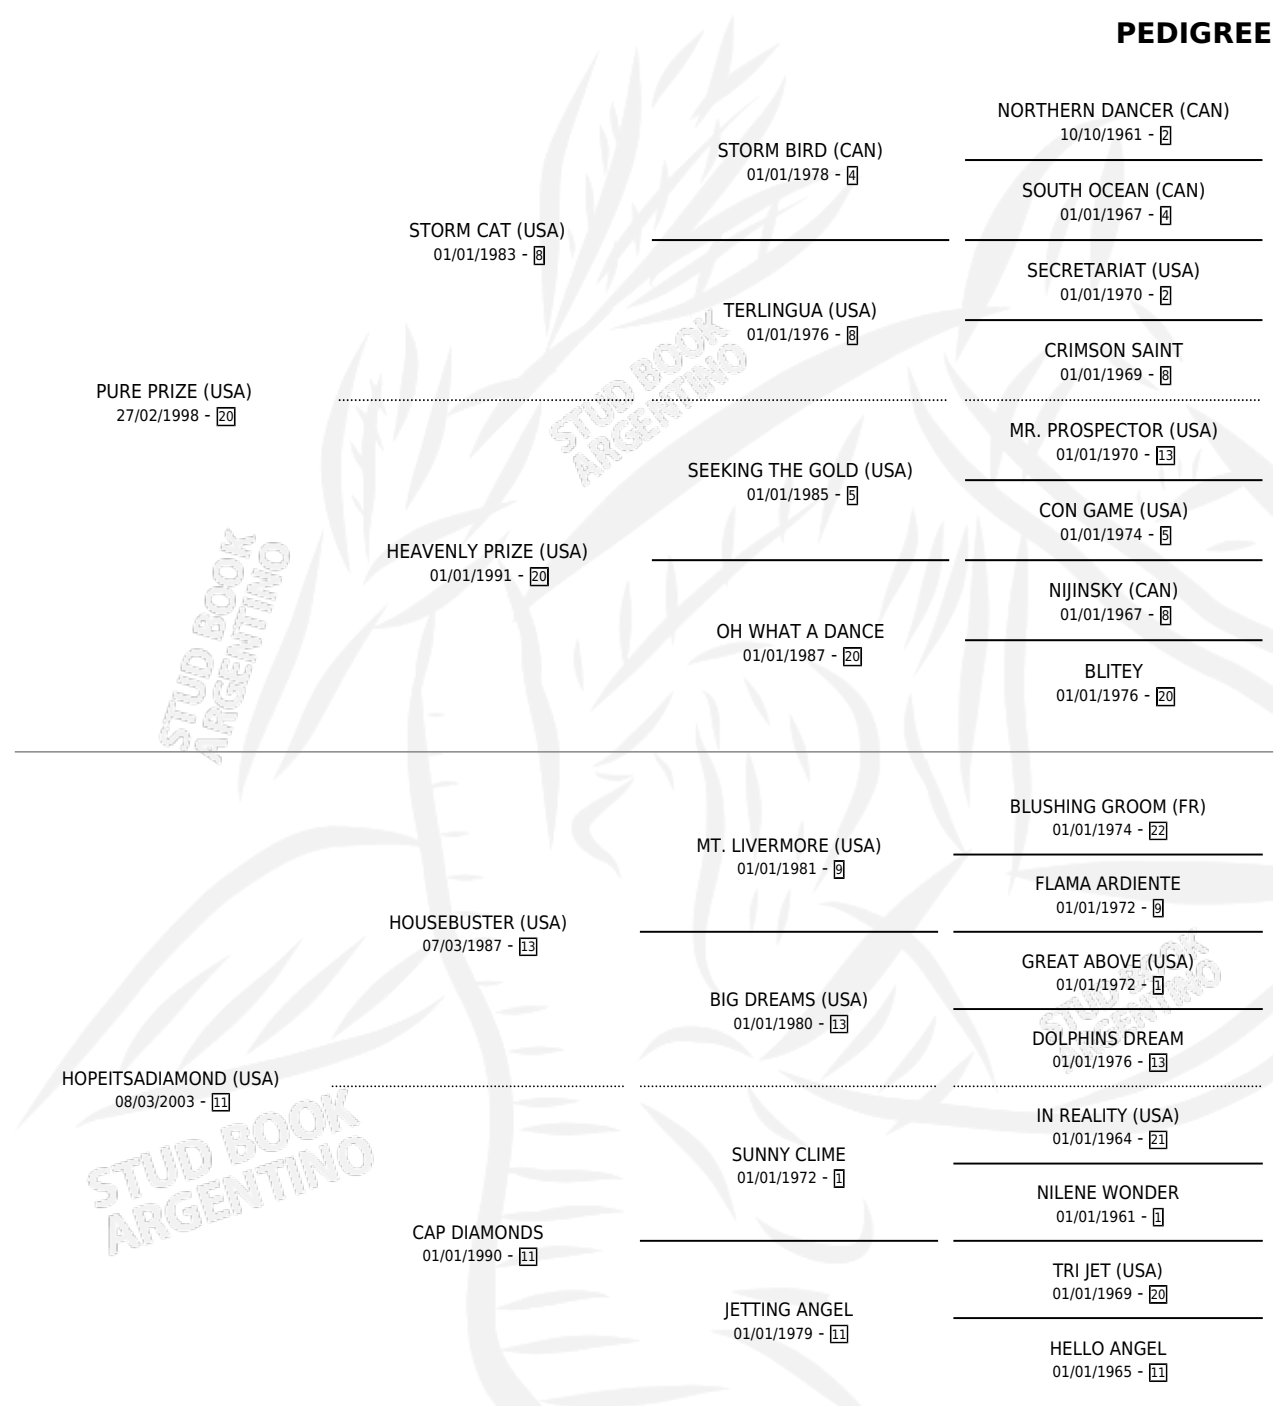 PEDIGREE
NORTHERN DANCER (CAN)
10/10/1961 - 2
STORM BIRD (CAN)
01/01/1978 - 4
SOUTH OCEAN (CAN)
01/01/1967 - 4
STORM CAT (USA)
01/01/1983 - 8
SECRETARIAT (USA)
01/01/1970 - 2
TERLINGUA (USA)
01/01/1976 - 8
CRIMSON SAINT
01/01/1969 - 8
PURE PRIZE (USA)
27/02/1998 - 20
MR. PROSPECTOR (USA)
01/01/1970 - 13
SEEKING THE GOLD (USA)
01/01/1985 - 5
CON GAME (USA)
01/01/1974 - 5
HEAVENLY PRIZE (USA)
01/01/1991 - 20
NIJINSKY (CAN)
01/01/1967 - 8
OH WHAT A DANCE
01/01/1987 - 20
BLITEY
01/01/1976 - 20
BLUSHING GROOM (FR)
01/01/1974 - 22
MT. LIVERMORE (USA)
01/01/1981 - 9
FLAMA ARDIENTE
01/01/1972 - 9
HOUSEBUSTER (USA)
07/03/1987 - 13
GREAT ABOVE (USA)
01/01/1972 - 1
BIG DREAMS (USA)
01/01/1980 - 13
DOLPHINS DREAM
01/01/1976 - 13
HOPEITSADIAMOND (USA)
08/03/2003 - 11
IN REALITY (USA)
01/01/1964 - 21
SUNNY CLIME
01/01/1972 - 1
NILENE WONDER
01/01/1961 - 1
CAP DIAMONDS
01/01/1990 - 11
TRI JET (USA)
01/01/1969 - 20
JETTING ANGEL
01/01/1979 - 11
HELLO ANGEL
01/01/1965 - 11
STUD BOOK
ARGENTINO
STUD BOOK
ARGENTINO
STUD BOOK
ARGENTINO
STUD BOOK
ARGENTINO